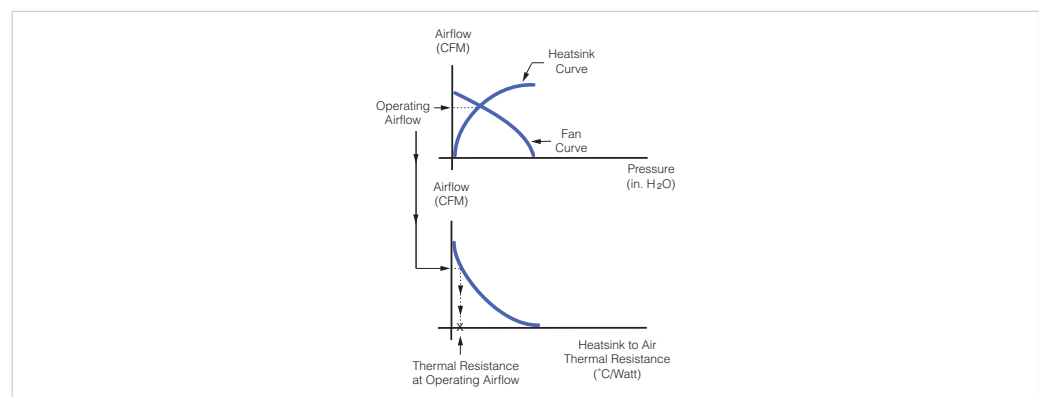 Airflow
(CFM)
Heatsink
Curve
Operating
Airflow
Fan
Curve
Pressure
(in. H₂O)
Airflow
(CFM)
X
Heatsink to Air
Thermal Resistance
(˚C/Watt)
Thermal Resistance
at Operating Airflow